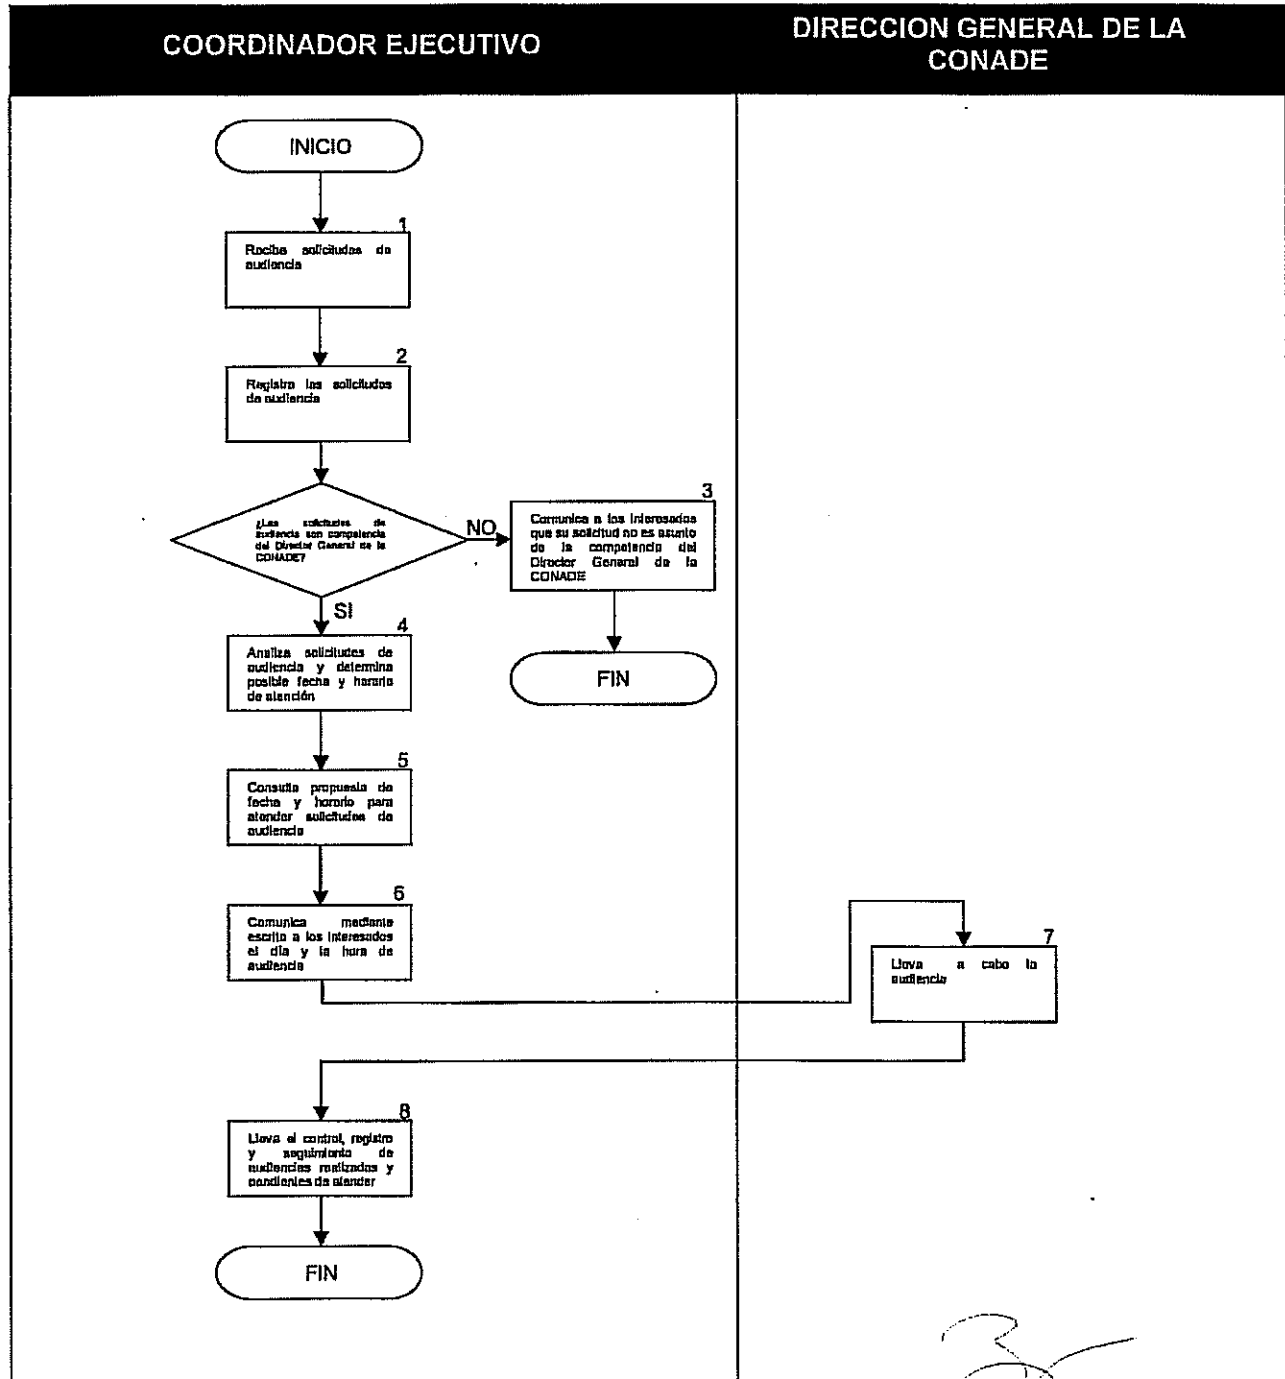 COORDINADOR EJECUTIVO
DIRECCION GENERAL DE LA
CONADE
INICIO
1
Recibe solicitudes de
audiencia
2
Registra las solicitudes
de audiencia
¿Las solicitudes de
audiencia son competencia
del Director General de la
CONADE?
NO
3
Comunica a los interesados
que su solicitud no es asunto
de la competencia del
Director General de la
CONADE
FIN
SI
4
Analiza solicitudes de
audiencia y determina
posible fecha y horario
de atención
5
Consulta propuesta de
fecha y horario para
atender solicitudes de
audiencia
6
Comunica mediante
escrito a los interesados
el día y la hora de
audiencia
7
Lleva a cabo la
audiencia
8
Lleva el control, registro
y seguimiento de
audiencias realizadas y
pendientes de atender
FIN